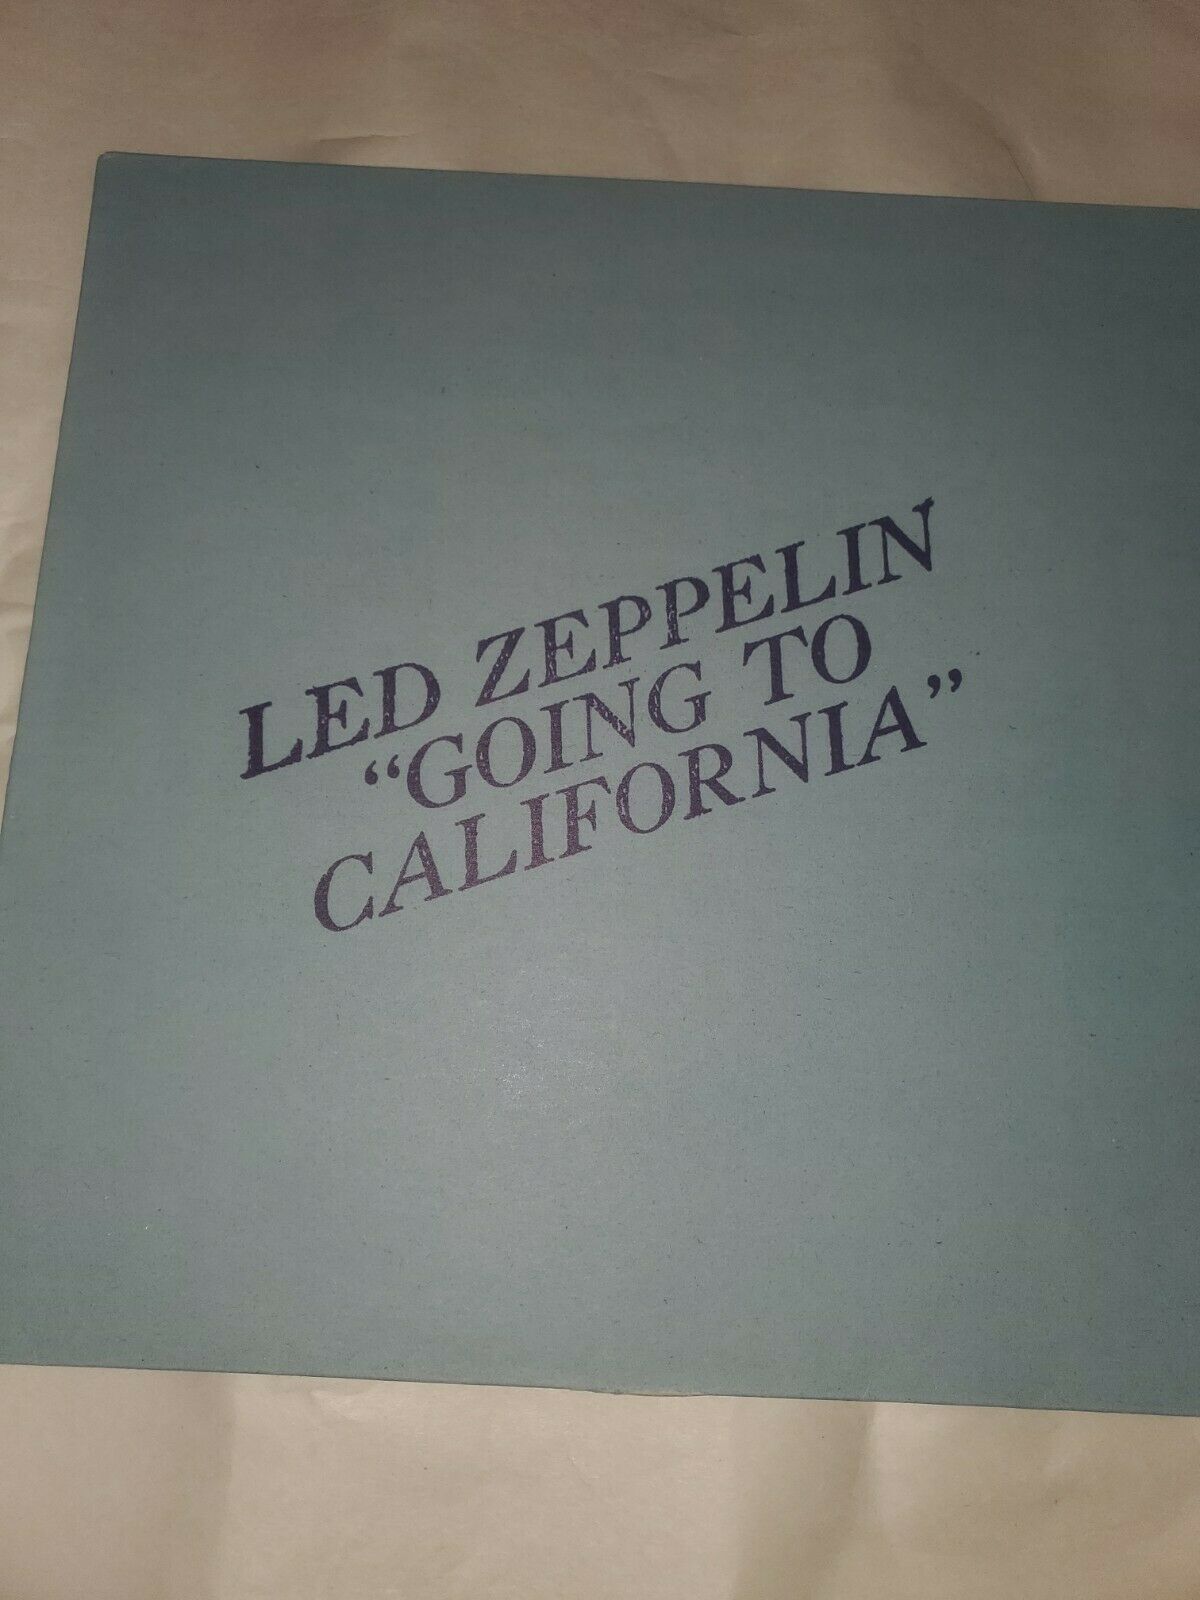 LED ZEPPELIN
“GOING TO
CALIFORNIA”